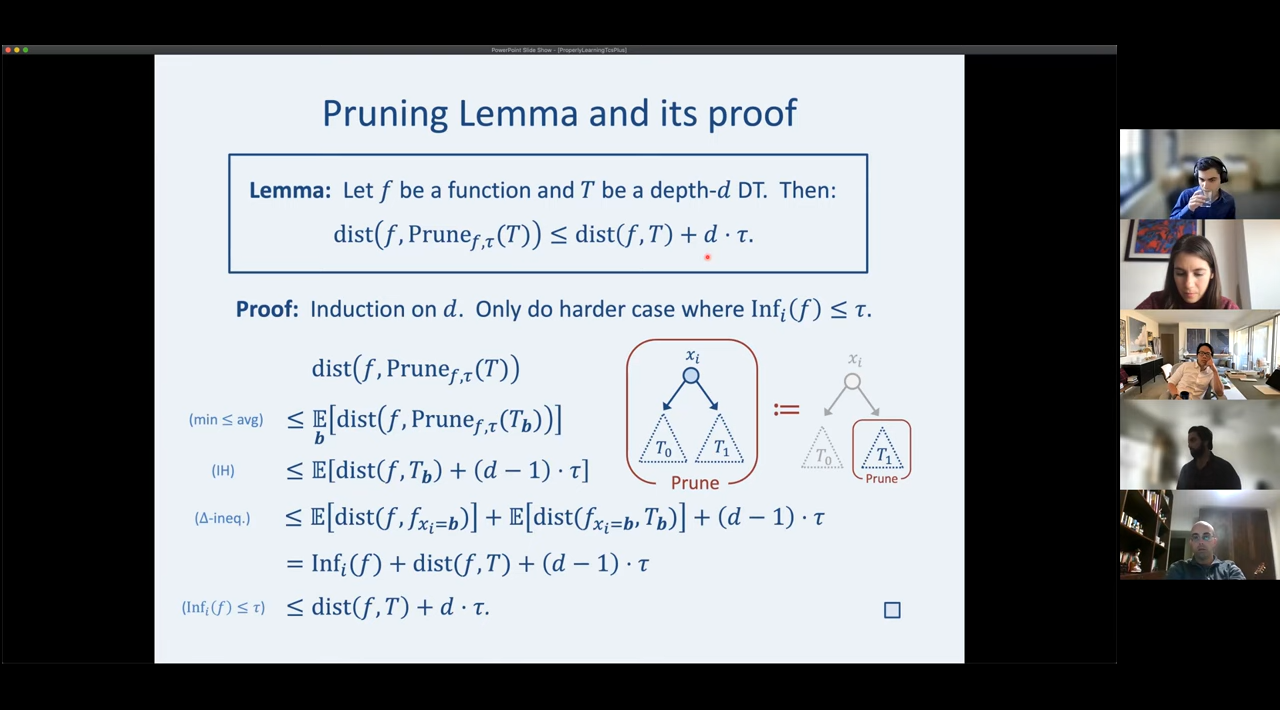 PowerPoint Slide Show - [ProperlyLearningTcsPlus]
Pruning Lemma and its proof
Lemma: Let f be a function and T be a depth-d DT. Then:
dist(f, Prune_{f,τ}(T)) ≤ dist(f, T) + d · τ.
Proof: Induction on d. Only do harder case where Inf_i(f) ≤ τ.
dist(f, Prune_{f,τ}(T))
(min ≤ avg) ≤ 𝔼_b[dist(f, Prune_{f,τ}(T_b))]
(IH) ≤ 𝔼[dist(f, T_b) + (d − 1) · τ]
(Δ-ineq.) ≤ 𝔼[dist(f, f_{x_i=b})] + 𝔼[dist(f_{x_i=b}, T_b)] + (d − 1) · τ
= Inf_i(f) + dist(f, T) + (d − 1) · τ
(Inf_i(f) ≤ τ) ≤ dist(f, T) + d · τ. □
x_i
T_0 T_1
Prune
:=
x_i
T_0 T_1
Prune